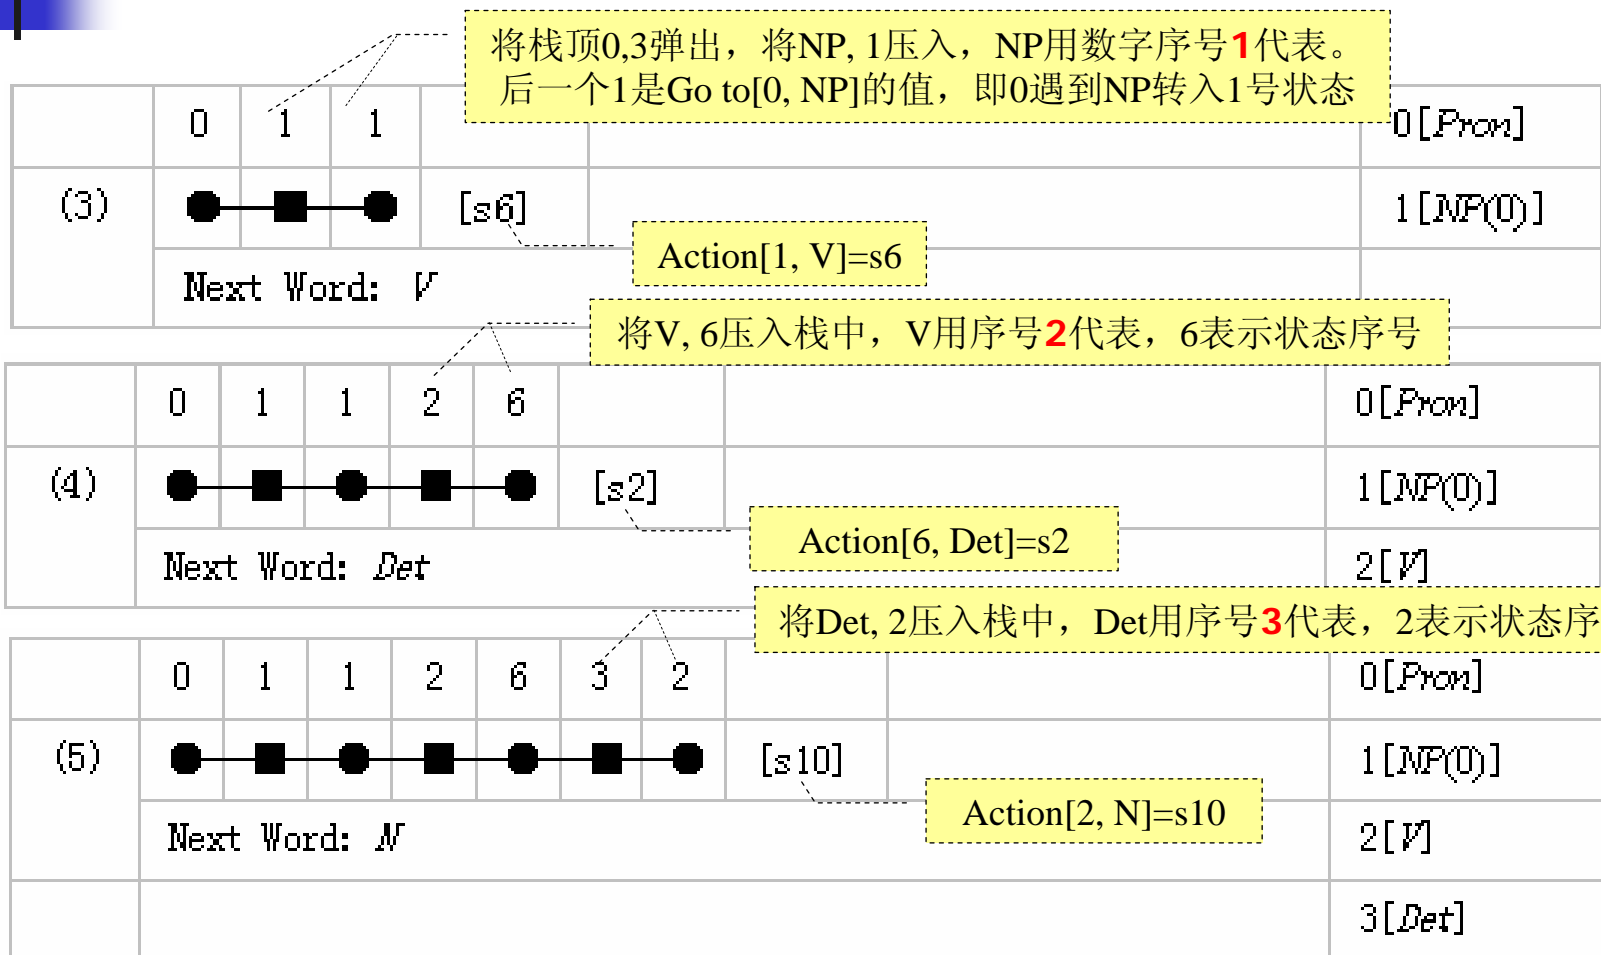 将栈顶0,3弹出，将NP, 1压入，NP用数字序号1代表。
后一个1是Go to[0, NP]的值，即0遇到NP转入1号状态
0 1 1 0[Pron]
(3) [s6] 1[NP(0)]
Action[1, V]=s6
Next Word: V
将V, 6压入栈中，V用序号2代表，6表示状态序号
0 1 1 2 6 0[Pron]
(4) [s2] 1[NP(0)]
Action[6, Det]=s2
Next Word: Det 2[V]
将Det, 2压入栈中，Det用序号3代表，2表示状态序
0 1 1 2 6 3 2 0[Pron]
(5) [s10] 1[NP(0)]
Action[2, N]=s10
Next Word: N 2[V]
3[Det]